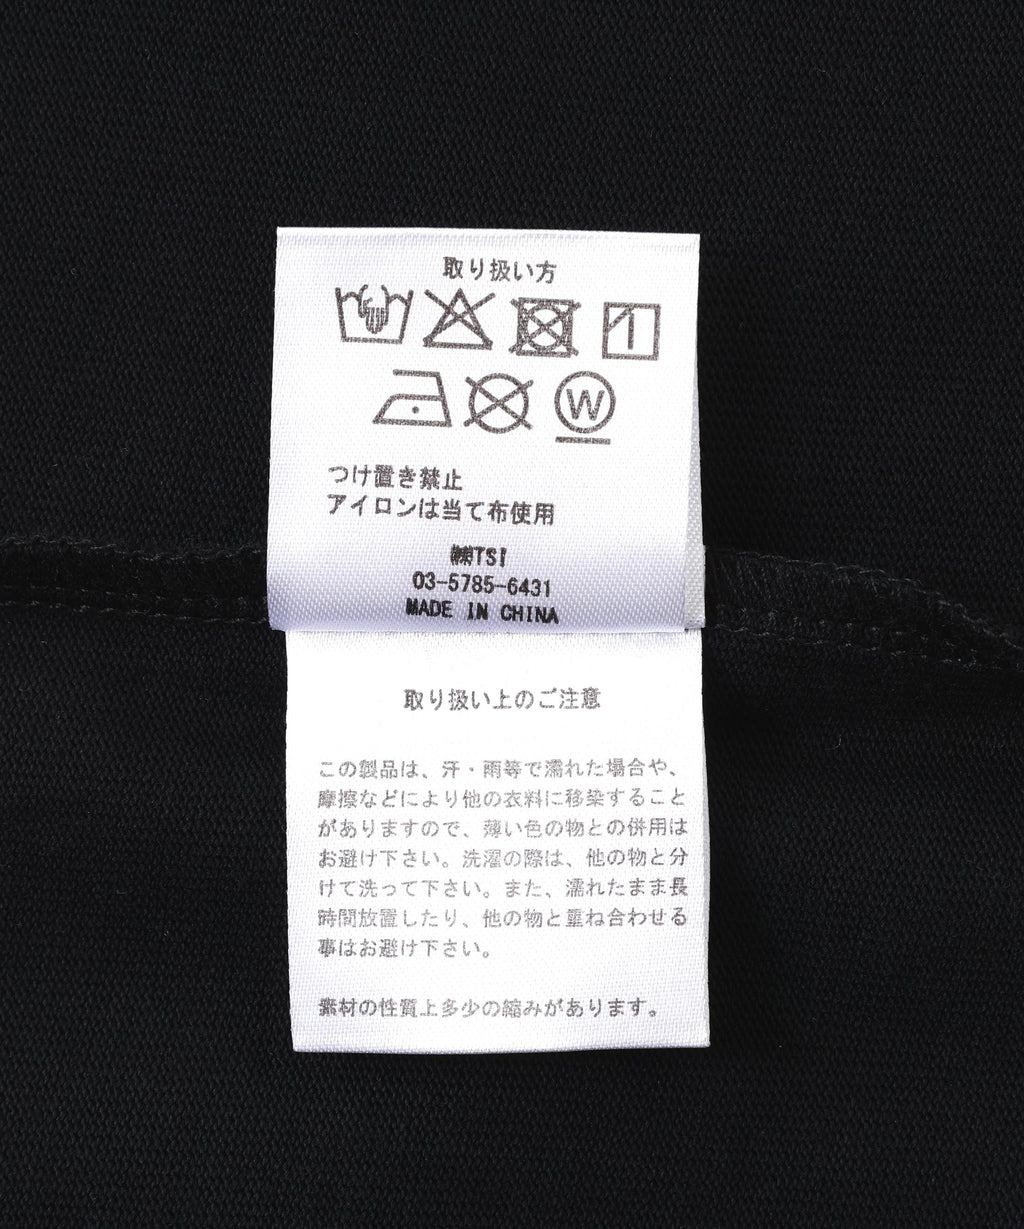 取り扱い方
W
つけ置き禁止
アイロンは当て布使用
㈱TSI
03-5785-6431
MADE IN CHINA
取り扱い上のご注意
この製品は、汗・雨等で濡れた場合や、
摩擦などにより他の衣料に移染すること
がありますので、薄い色の物との併用は
お避け下さい。洗濯の際は、他の物と分
けて洗って下さい。また、濡れたまま長
時間放置したり、他の物と重ね合わせる
事はお避け下さい。
素材の性質上多少の縮みがあります。